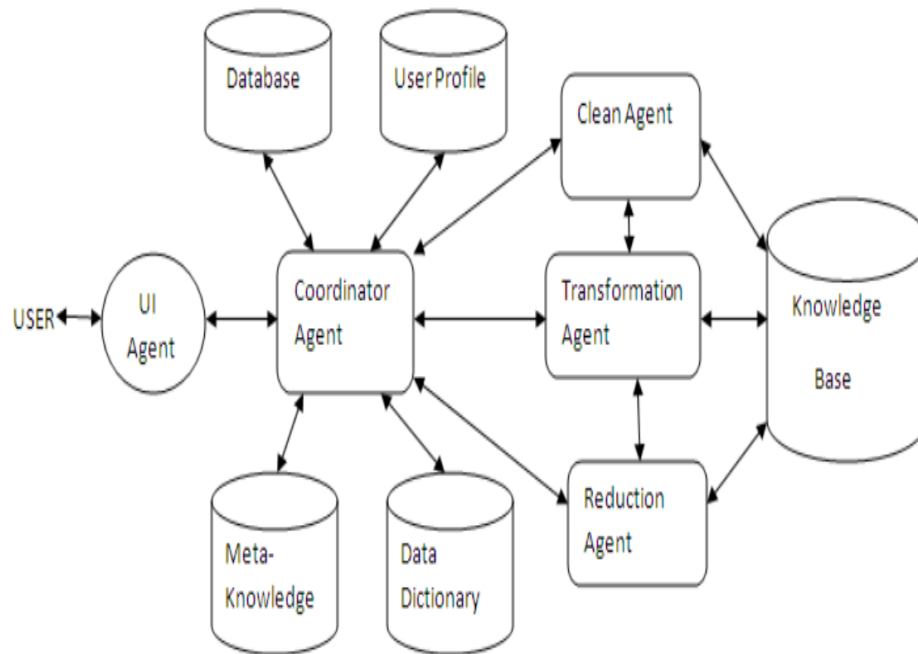 Database
User Profile
Clean Agent
USER
UI
Agent
Coordinator
Agent
Transformation
Agent
Knowledge
Base
Meta-
Knowledge
Data
Dictionary
Reduction
Agent